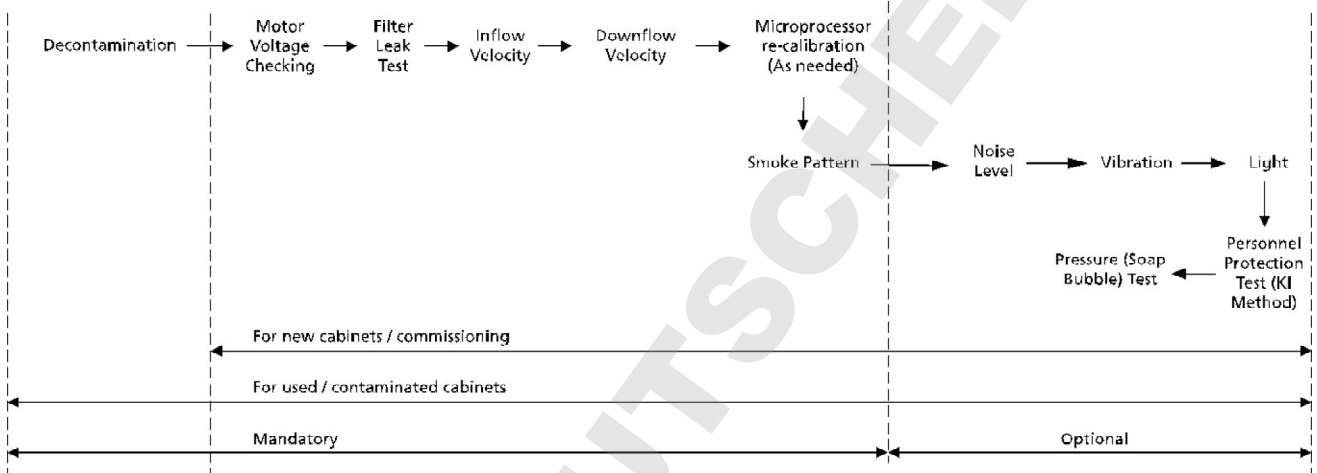 Decontamination
Motor
Voltage
Checking
Filter
Leak
Test
Inflow
Velocity
Downflow
Velocity
Microprocessor
re-calibration
(As needed)
Smoke Pattern
Noise
Level
Vibration
Light
Personnel
Protection
Test (KI
Method)
Pressure (Soap
Bubble) Test
For new cabinets / commissioning
For used / contaminated cabinets
Mandatory
Optional